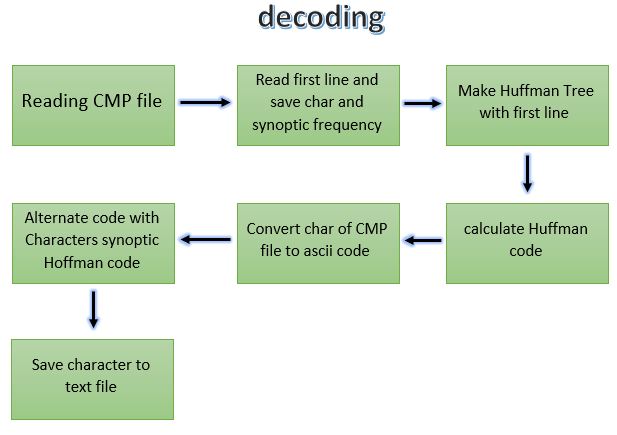 decoding
Reading CMP file
Read first line and
save char and
synoptic frequency
Make Huffman Tree
with first line
calculate Huffman
code
Convert char of CMP
file to ascii code
Alternate code with
Characters synoptic
Hoffman code
Save character to
text file